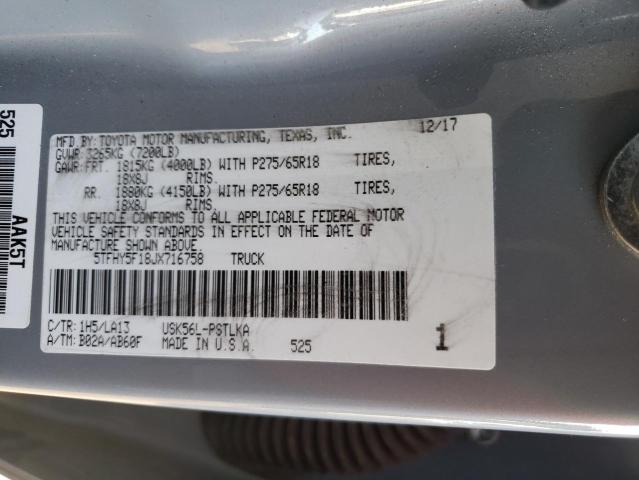 MFD.BY:TOYOTA MOTOR MANUFACTURING, TEXAS, INC. 12/17
GVWR:3265KG (7200LB)
GAWR:FRT. 1815KG (4000LB) WITH P275/65R18 TIRES,
18X8J RIMS,
RR. 1880KG (4150LB) WITH P275/65R18 TIRES,
18X8J RIMS,
THIS VEHICLE CONFORMS TO ALL APPLICABLE FEDERAL MOTOR
VEHICLE SAFETY STANDARDS IN EFFECT ON THE DATE OF
MANUFACTURE SHOWN ABOVE.
5TFHY5F18JX716758 TRUCK
C/TR: 1H5/LA13 USK56L-PSTLKA
A/TM: B02A/AB60F MADE IN U.S.A. 525 1
525
AAK5T